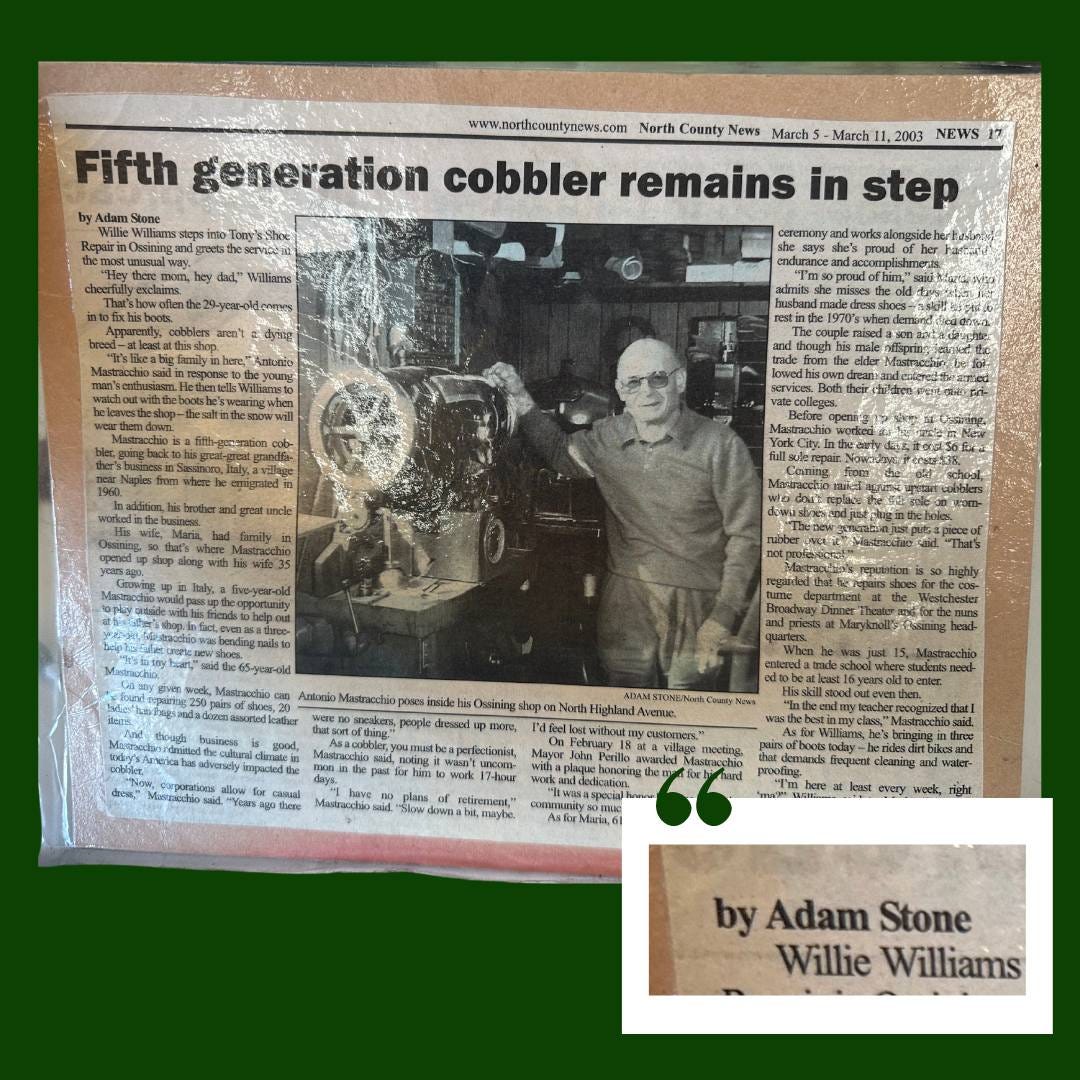 www.northcountynews.com North County News March 5 - March 11, 2003 NEWS 17
Fifth generation cobbler remains in step
by Adam Stone
Willie Williams steps into Tony's Shoe
Repair in Ossining and greets the service in
the most unusual way.
“Hey there mom, hey dad,” Williams
cheerfully exclaims.
That's how often the 29-year-old comes
in to fix his boots.
Apparently, cobblers aren't a dying
breed – at least at this shop.
“It's like a big family in here,” Antonio
Mastracchio said in response to the young
man's enthusiasm. He then tells Williams to
watch out with the boots he's wearing when
he leaves the shop – the salt in the snow will
wear them down.
Mastracchio is a fifth-generation cob-
bler, going back to his great-great grandfa-
ther's business in Sassinoro, Italy, a village
near Naples from where he emigrated in
1960.
In addition, his brother and great uncle
worked in the business.
His wife, Maria, had family in
Ossining, so that's where Mastracchio
opened up shop along with his wife 35
years ago.
Growing up in Italy, a five-year-old
Mastracchio would pass up the opportunity
to play outside with his friends to help out
at his father's shop. In fact, even as a three-
year-old, Mastracchio was bending nails to
help his father create new shoes.
“It's in my heart,” said the 65-year-old
Mastracchio.
On any given week, Mastracchio can
be found repairing 250 pairs of shoes, 20
ladies' handbags and a dozen assorted leather
items.
And though business is good,
Mastracchio admitted the cultural climate in
today's America has adversely impacted the
cobbler.
“Now, corporations allow for casual
dress,” Mastracchio said. “Years ago there
ADAM STONE/North County News
Antonio Mastracchio poses inside his Ossining shop on North Highland Avenue.
were no sneakers, people dressed up more,
that sort of thing.”
As a cobbler, you must be a perfectionist,
Mastracchio said, noting it wasn't uncom-
mon in the past for him to work 17-hour
days.
“I have no plans of retirement,”
Mastracchio said. “Slow down a bit, maybe.
I'd feel lost without my customers.”
On February 18 at a village meeting,
Mayor John Perillo awarded Mastracchio
with a plaque honoring the man for his hard
work and dedication.
“It was a special honor
community so muc
As for Maria, 61
ceremony and works alongside her husband,
she says she's proud of her husband's
endurance and accomplishments.
“I'm so proud of him,” said Maria, who
admits she misses the old days when her
husband made dress shoes – a skill he put to
rest in the 1970's when demand died down.
The couple raised a son and a daughter
and though his male offspring learned the
trade from the elder Mastracchio, he fol-
lowed his own dream and entered the armed
services. Both their children went to pri-
vate colleges.
Before opening up shop in Ossining,
Mastracchio worked for his uncle in New
York City. In the early days, it cost $6 for a
full sole repair. Nowadays, it costs $38.
Coming from the old school,
Mastracchio railed against upstart cobblers
who don't replace the full sole on worn-
down shoes and just plug in the holes.
“The new generation just puts a piece of
rubber over it,” Mastracchio said. “That's
not professional.”
Mastracchio's reputation is so highly
regarded that he repairs shoes for the cos-
tume department at the Westchester
Broadway Dinner Theater and for the nuns
and priests at Maryknoll's Ossining head-
quarters.
When he was just 15, Mastracchio
entered a trade school where students need-
ed to be at least 16 years old to enter.
His skill stood out even then.
“In the end my teacher recognized that I
was the best in my class,” Mastracchio said.
As for Williams, he's bringing in three
pairs of boots today – he rides dirt bikes and
that demands frequent cleaning and water-
proofing.
“I'm here at least every week, right
“
by Adam Stone
Willie Williams